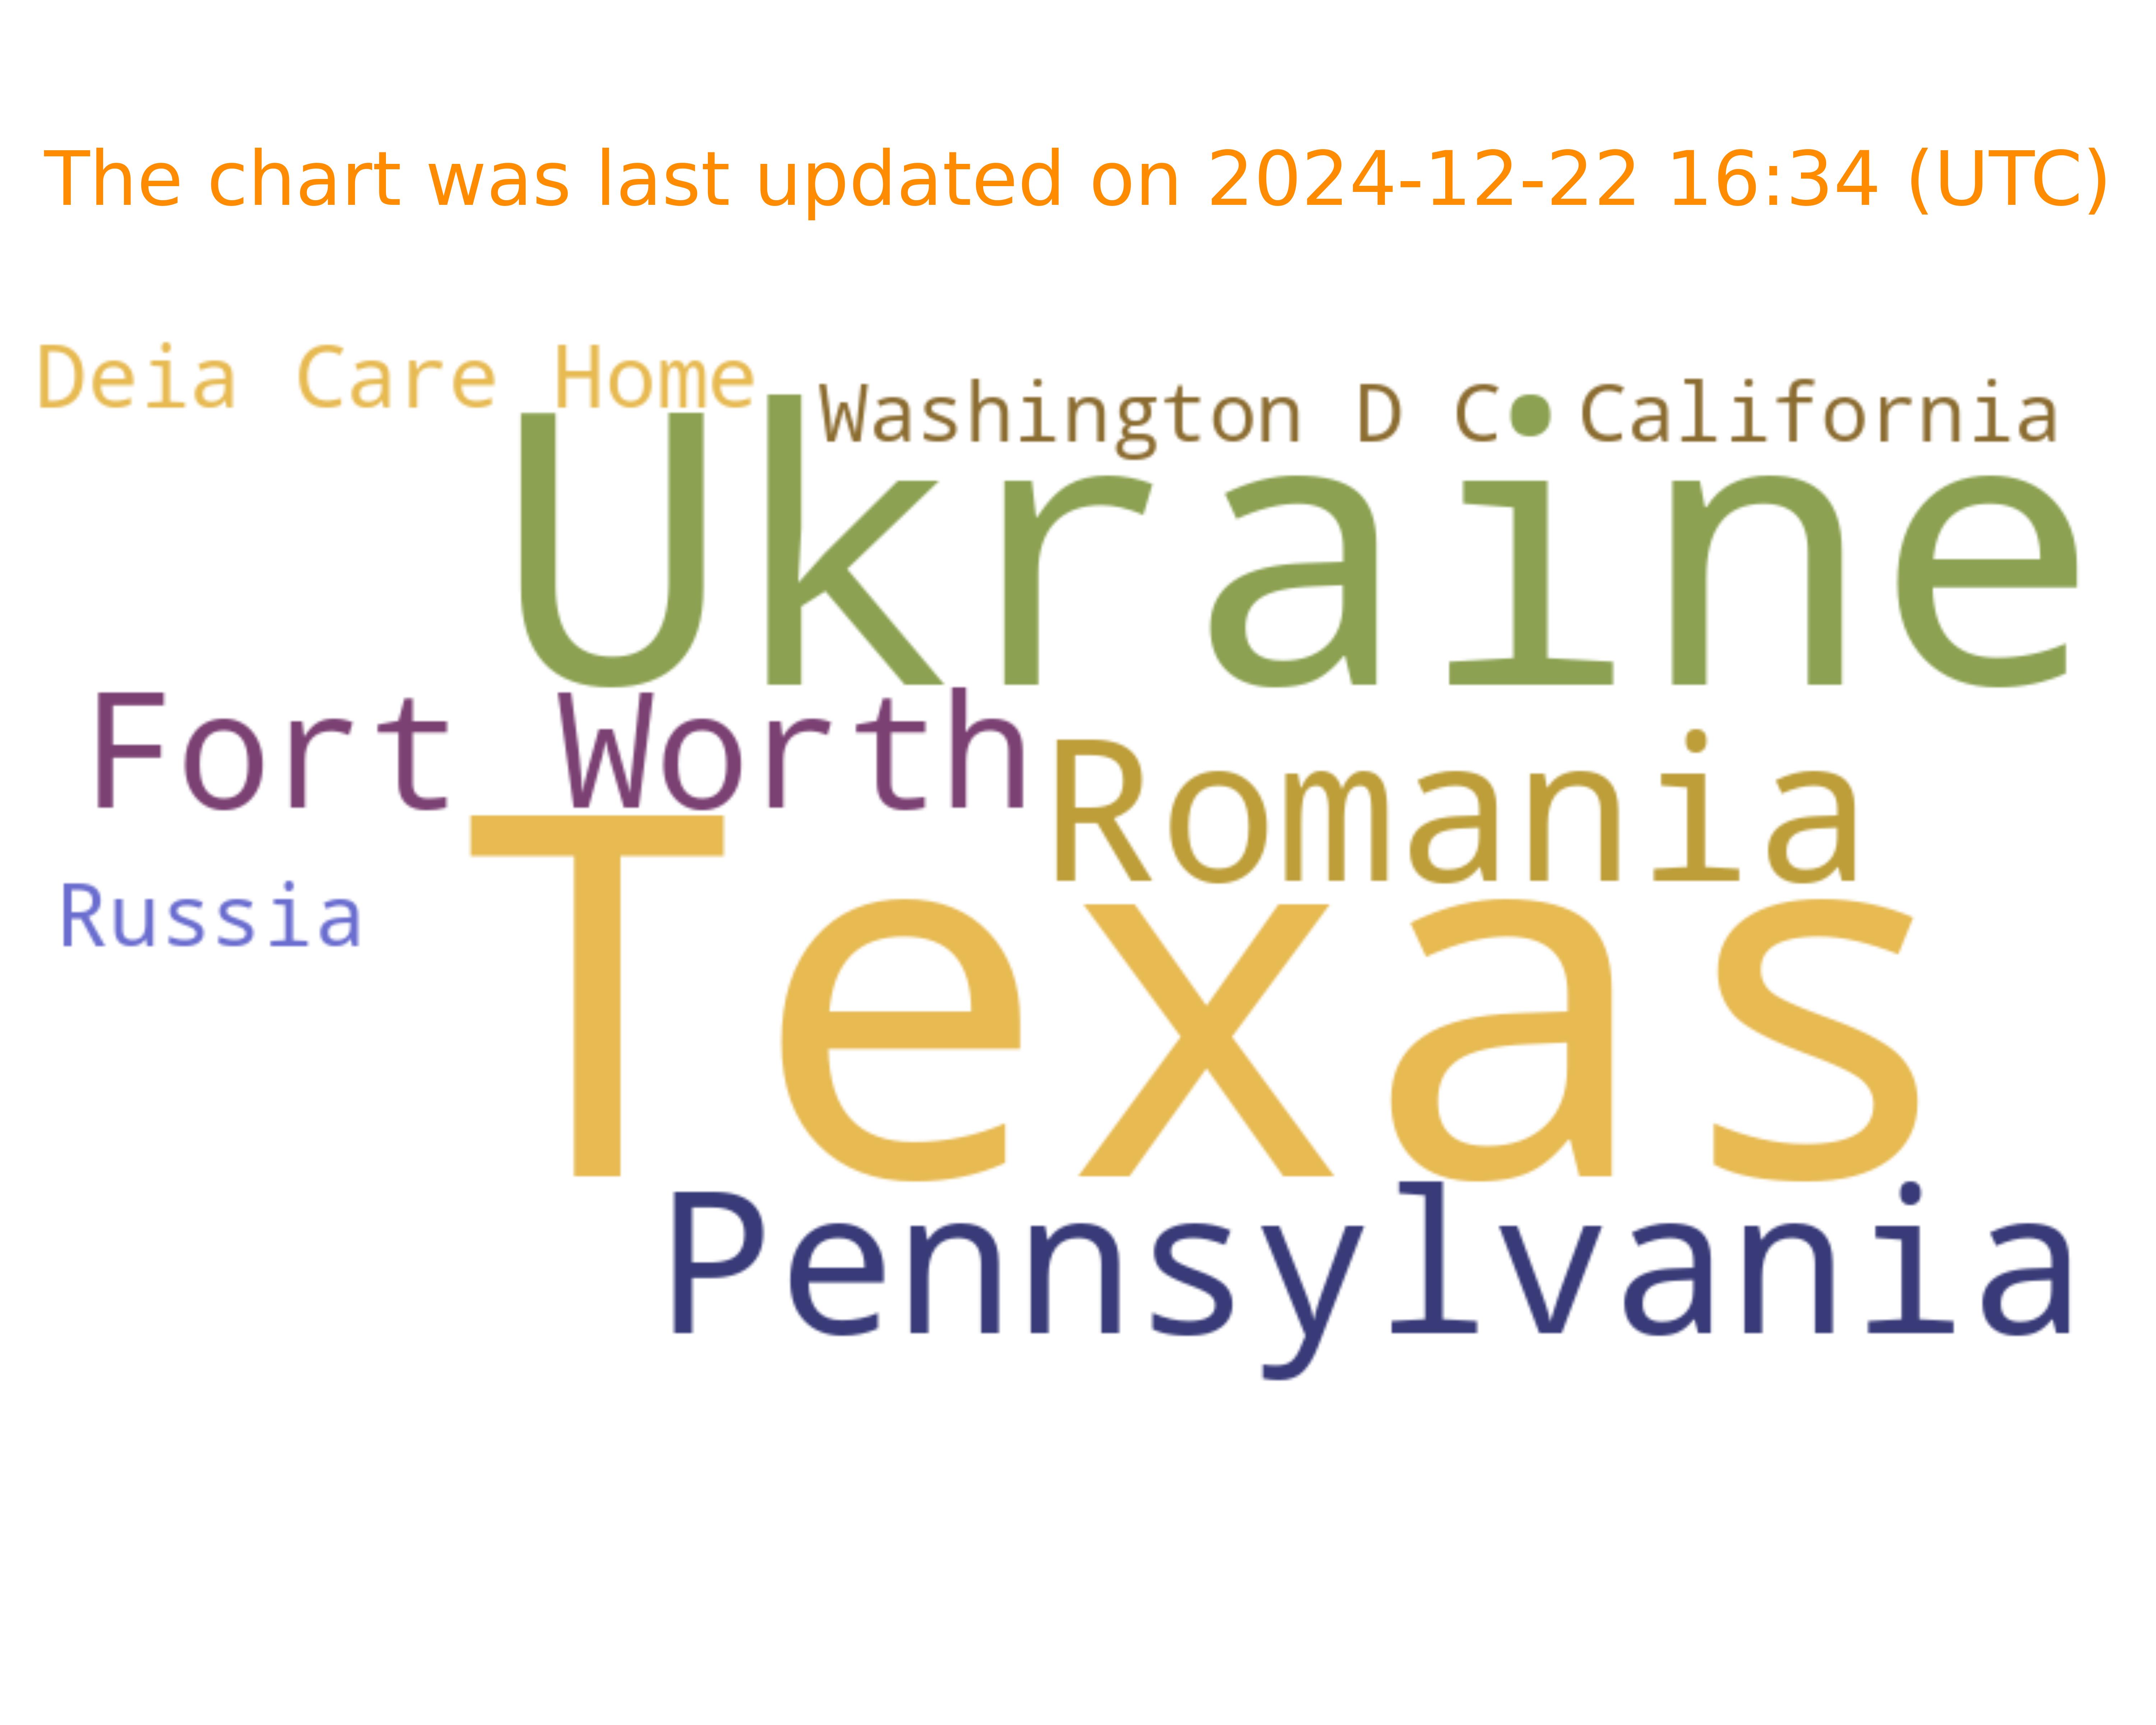 The chart was last updated on 2024-12-22 16:34 (UTC)
Deia Care Home
Washington D C California
Ukraine
Fort Worth
Romania
Russia
Texas
Pennsylvania